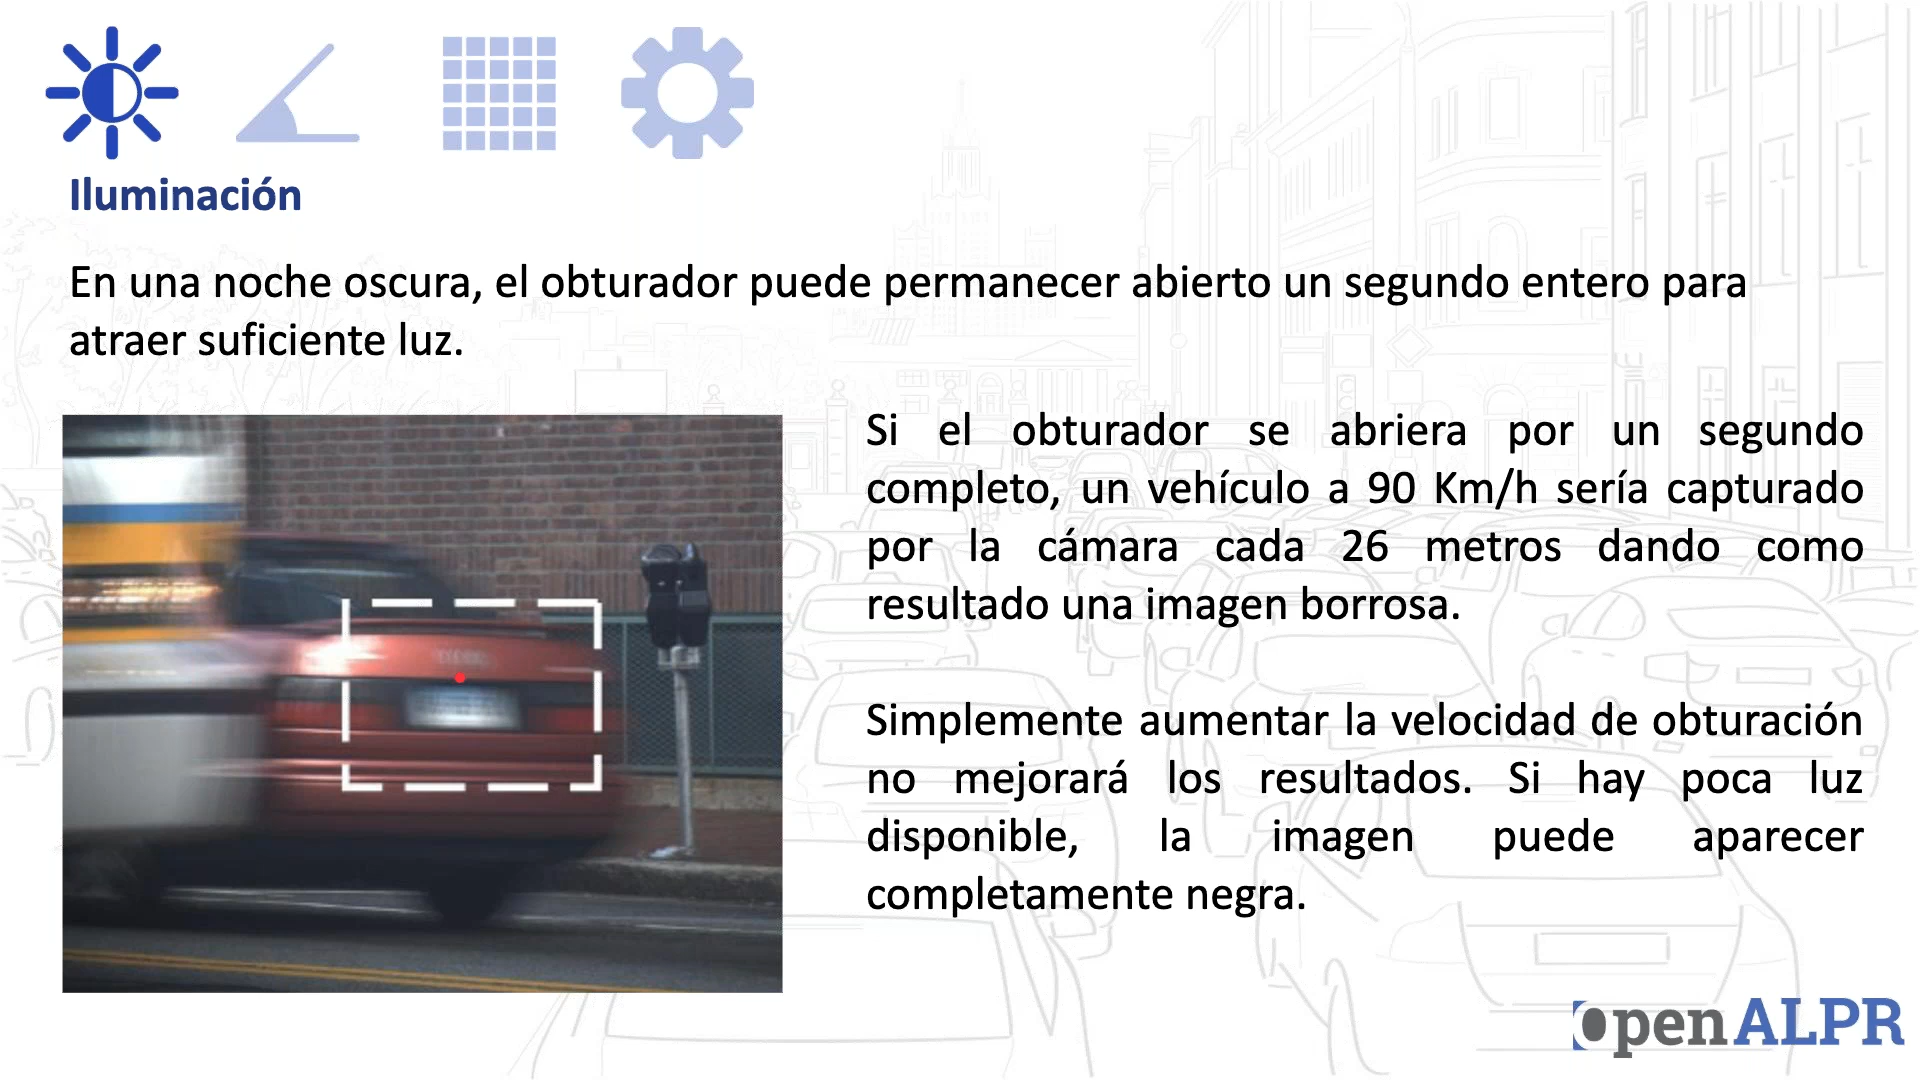 Iluminación
En una noche oscura, el obturador puede permanecer abierto un segundo entero para
atraer suficiente luz.
Si el obturador se abriera por un segundo
completo, un vehículo a 90 Km/h sería capturado
por la cámara cada 26 metros dando como
resultado una imagen borrosa.
Simplemente aumentar la velocidad de obturación
no mejorará los resultados. Si hay poca luz
disponible, la imagen puede aparecer
completamente negra.
openALPR